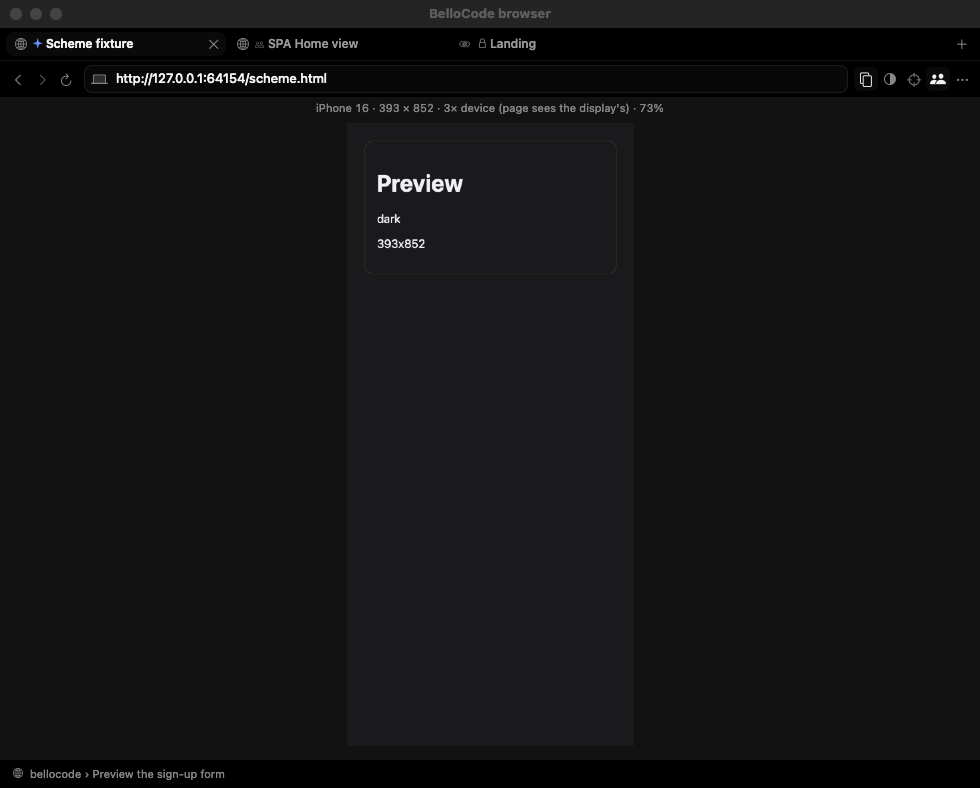 BelloCode browser
Scheme fixture
SPA Home view
Landing
http://127.0.0.1:64154/scheme.html
iPhone 16 · 393 × 852 · 3× device (page sees the display's) · 73%
Preview
dark
393x852
bellocode › Preview the sign-up form